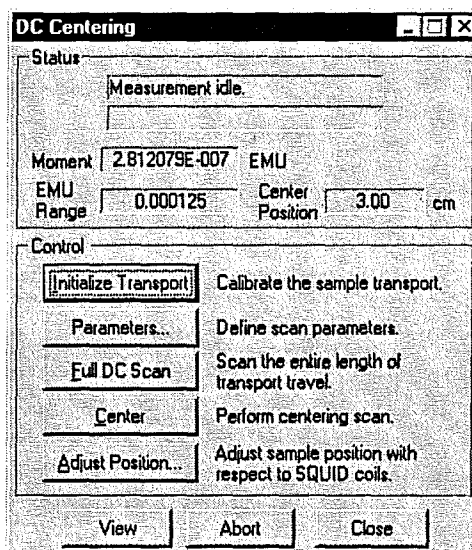 DC Centering
Status
Measurement idle.
Moment 2.812079E-007 EMU
EMU Range 0.000125 Center Position 3.00 cm
Control
Initialize Transport Calibrate the sample transport.
Parameters... Define scan parameters.
Full DC Scan Scan the entire length of transport travel.
Center Perform centering scan.
Adjust Position... Adjust sample position with respect to SQUID coils.
View Abort Close